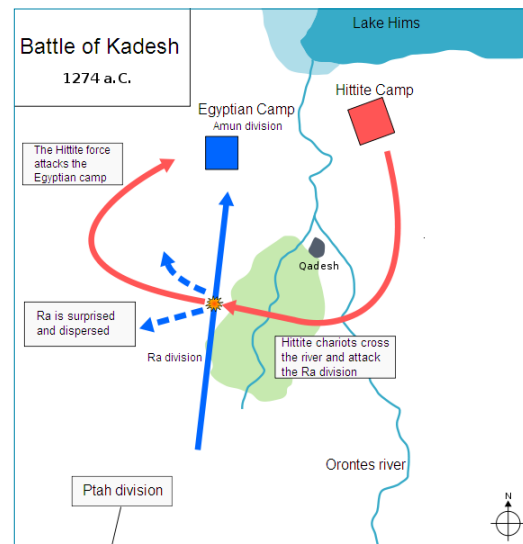 Battle of Kadesh
1274 a.C.
Lake Hims
Hittite Camp
Egyptian Camp
Amun division
The Hittite force
attacks the
Egyptian camp
Qadesh
Ra is surprised
and dispersed
Ra division
Hittite chariots cross
the river and attack
the Ra division
Orontes river
Ptah division
N